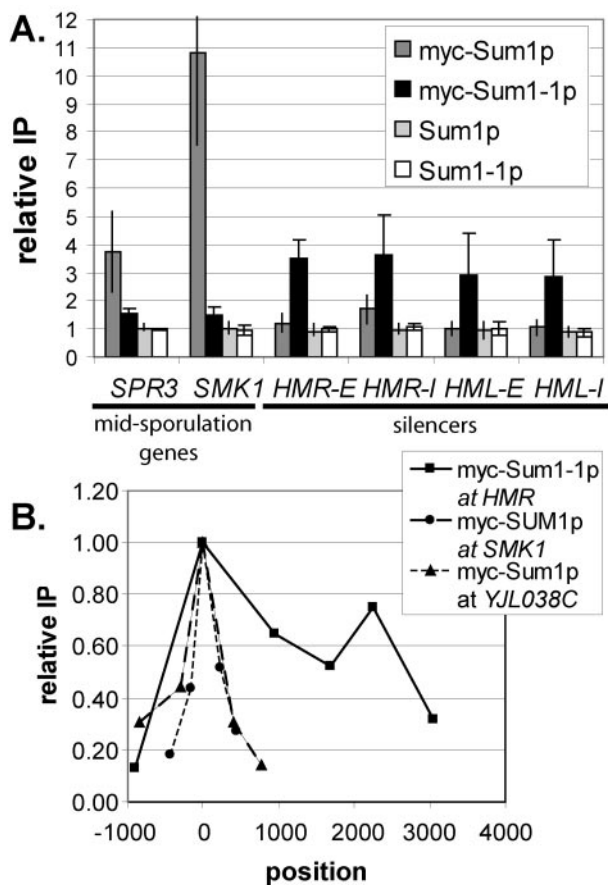 A.
12
11
10
9
8
7
6
5
4
3
2
1
0
relative IP
myc-Sum1p
myc-Sum1-1p
Sum1p
Sum1-1p
SPR3 SMK1 HMR-E HMR-I HML-E HML-I
mid-sporulation
genes
silencers
B.
myc-Sum1-1p
at HMR
myc-SUM1p
at SMK1
myc-Sum1p
at YJL038C
1.20
1.00
0.80
0.60
0.40
0.20
0.00
relative IP
-1000 0 1000 2000 3000 4000
position